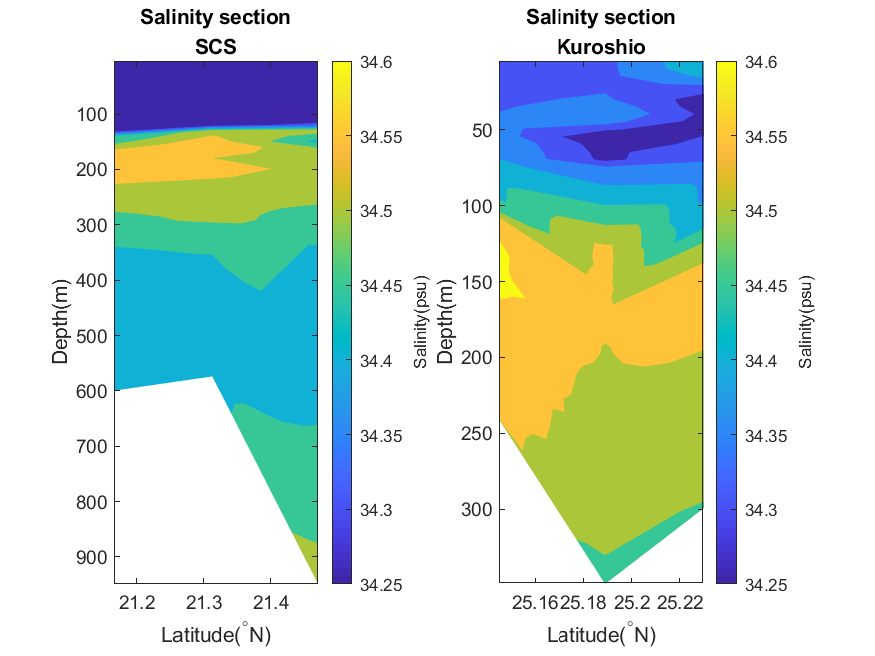 Salinity section
SCS
100
200
300
400
500
600
700
800
900
Depth(m)
21.2 21.3 21.4
Latitude(°N)
34.6
34.55
34.5
34.45
34.4
34.35
34.3
34.25
Salinity(psu)
Salinity section
Kuroshio
50
100
150
200
250
300
Depth(m)
25.16 25.18 25.2 25.22
Latitude(°N)
34.6
34.55
34.5
34.45
34.4
34.35
34.3
34.25
Salinity(psu)